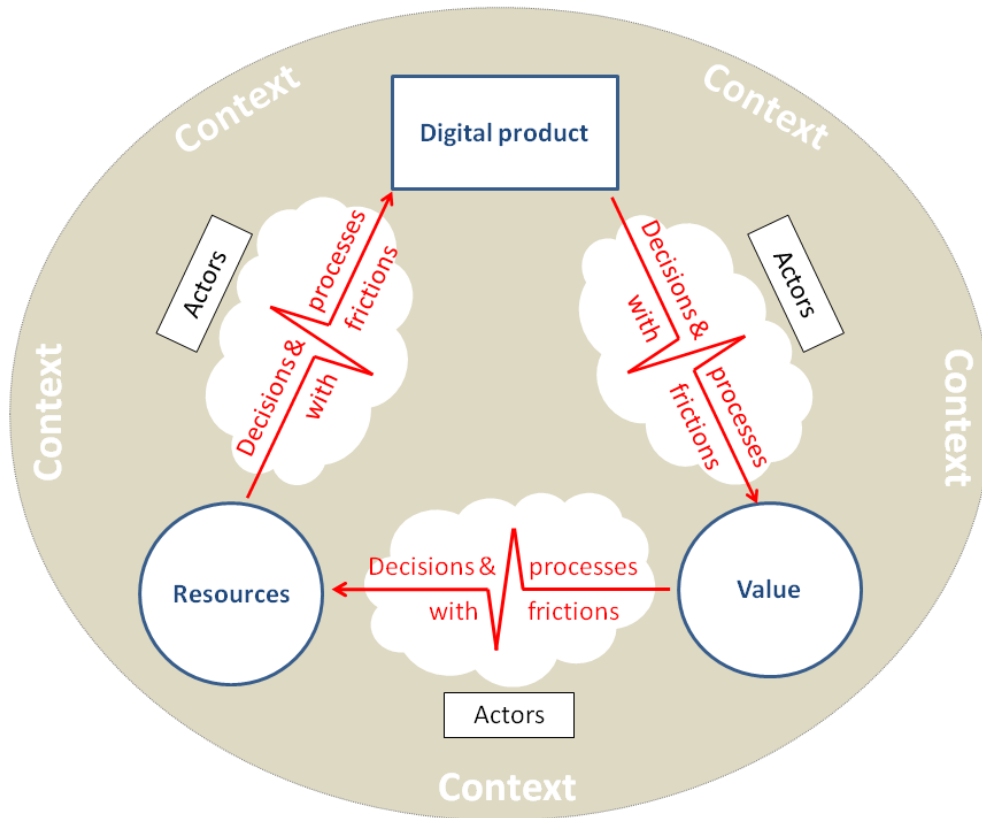 Context
Context
Digital product
Actors
Decisions & processes
with frictions
Decisions & processes
with frictions
Actors
Context
Context
Resources
Decisions & processes
with frictions
Value
Actors
Context